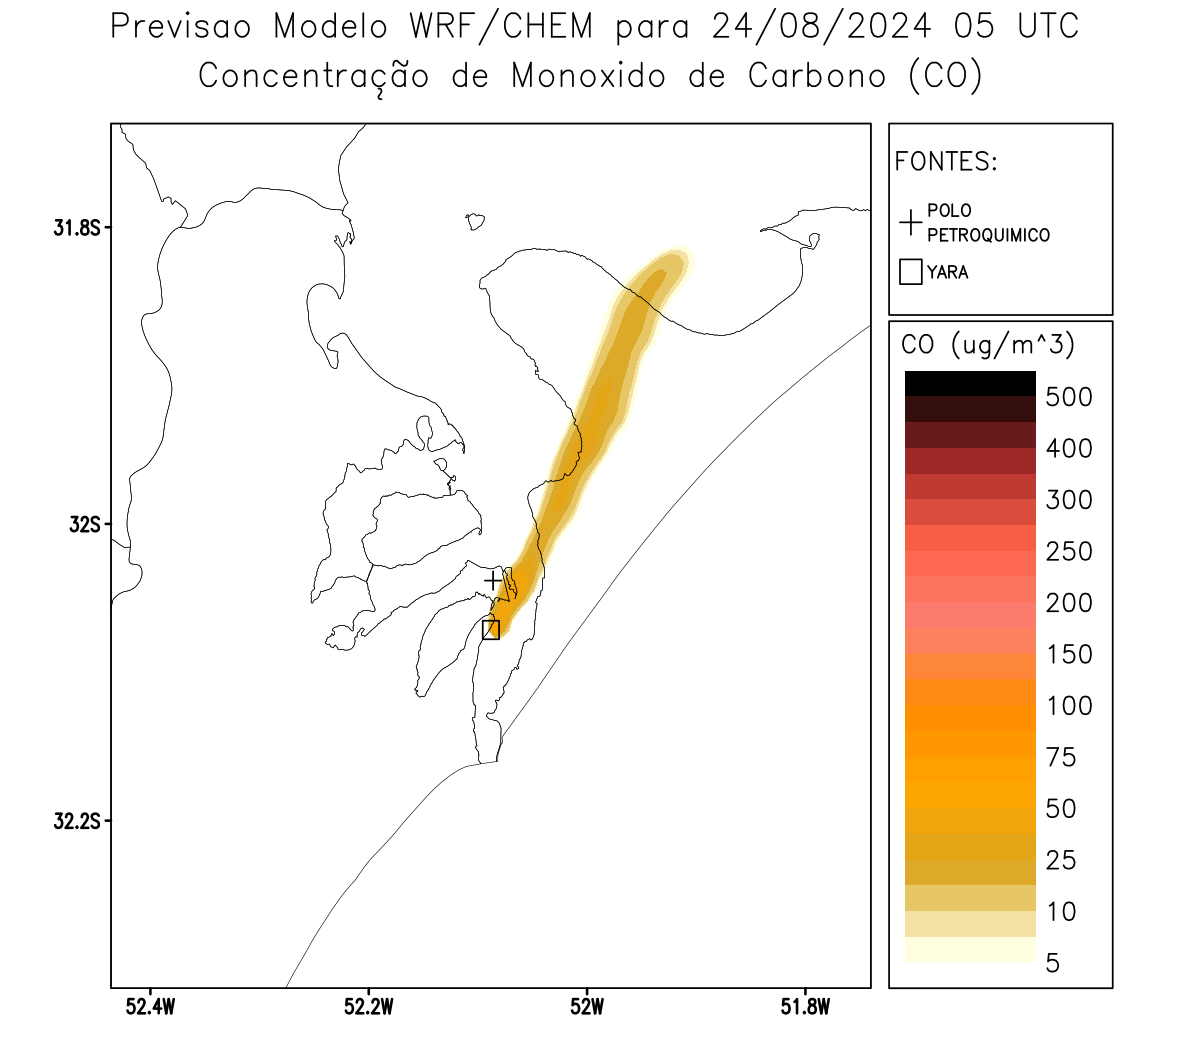 Previsao Modelo WRF/CHEM para 24/08/2024 05 UTC
Concentração de Monoxido de Carbono (CO)
FONTES:
POLO
PETROQUIMICO
YARA
CO (ug/m^3)
500
400
300
250
200
150
100
75
50
25
10
5
31.8S
32S
32.2S
52.4W
52.2W
52W
51.8W